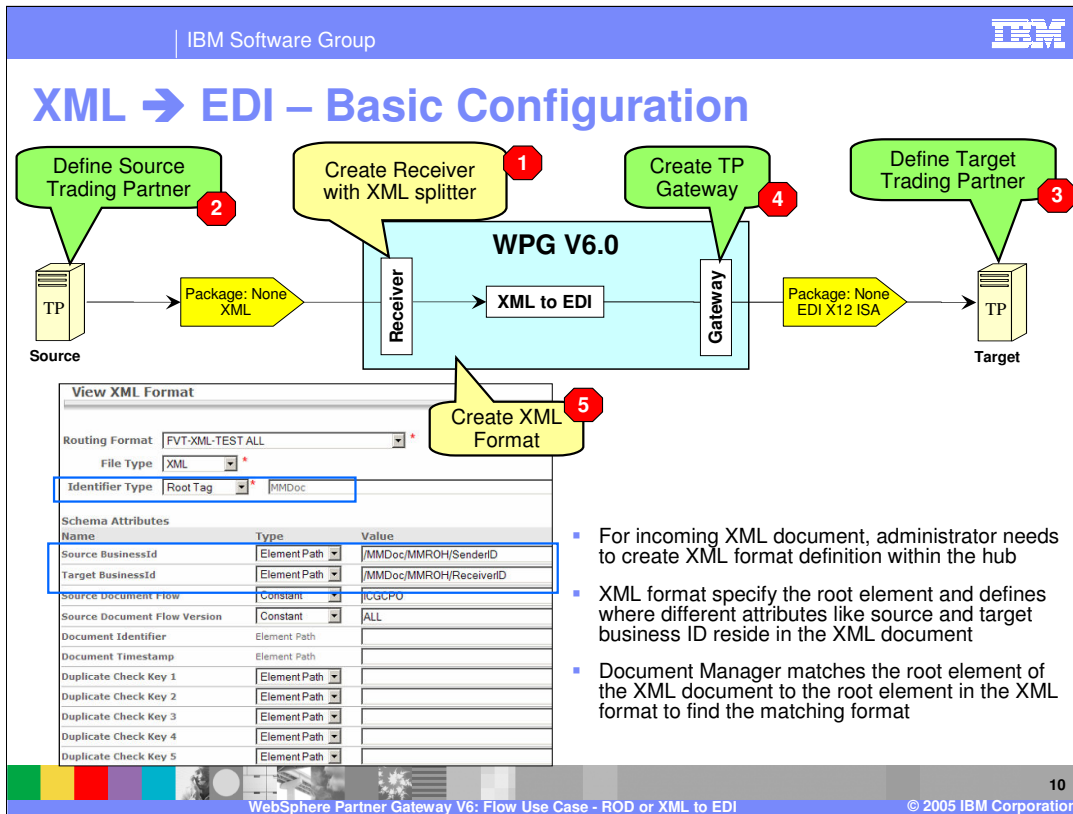 IBM Software Group
IBM
XML ➔ EDI – Basic Configuration
Define Source
Trading Partner
2
Create Receiver
with XML splitter
1
Create TP
Gateway
4
Define Target
Trading Partner
3
WPG V6.0
TP
Source
Package: None
XML
Receiver
XML to EDI
Gateway
Package: None
EDI X12 ISA
TP
Target
Create XML
Format
5
View XML Format
Routing Format FVT-XML-TEST ALL *
File Type XML *
Identifier Type Root Tag * MMDoc
Schema Attributes
Name Type Value
Source BusinessId Element Path /MMDoc/MMROH/SenderID
Target BusinessId Element Path /MMDoc/MMROH/ReceiverID
Source Document Flow Constant ICGCPO
Source Document Flow Version Constant ALL
Document Identifier Element Path
Document Timestamp Element Path
Duplicate Check Key 1 Element Path
Duplicate Check Key 2 Element Path
Duplicate Check Key 3 Element Path
Duplicate Check Key 4 Element Path
Duplicate Check Key 5 Element Path
▪ For incoming XML document, administrator needs
to create XML format definition within the hub
▪ XML format specify the root element and defines
where different attributes like source and target
business ID reside in the XML document
▪ Document Manager matches the root element of
the XML document to the root element in the XML
format to find the matching format
10
WebSphere Partner Gateway V6: Flow Use Case - ROD or XML to EDI
© 2005 IBM Corporation